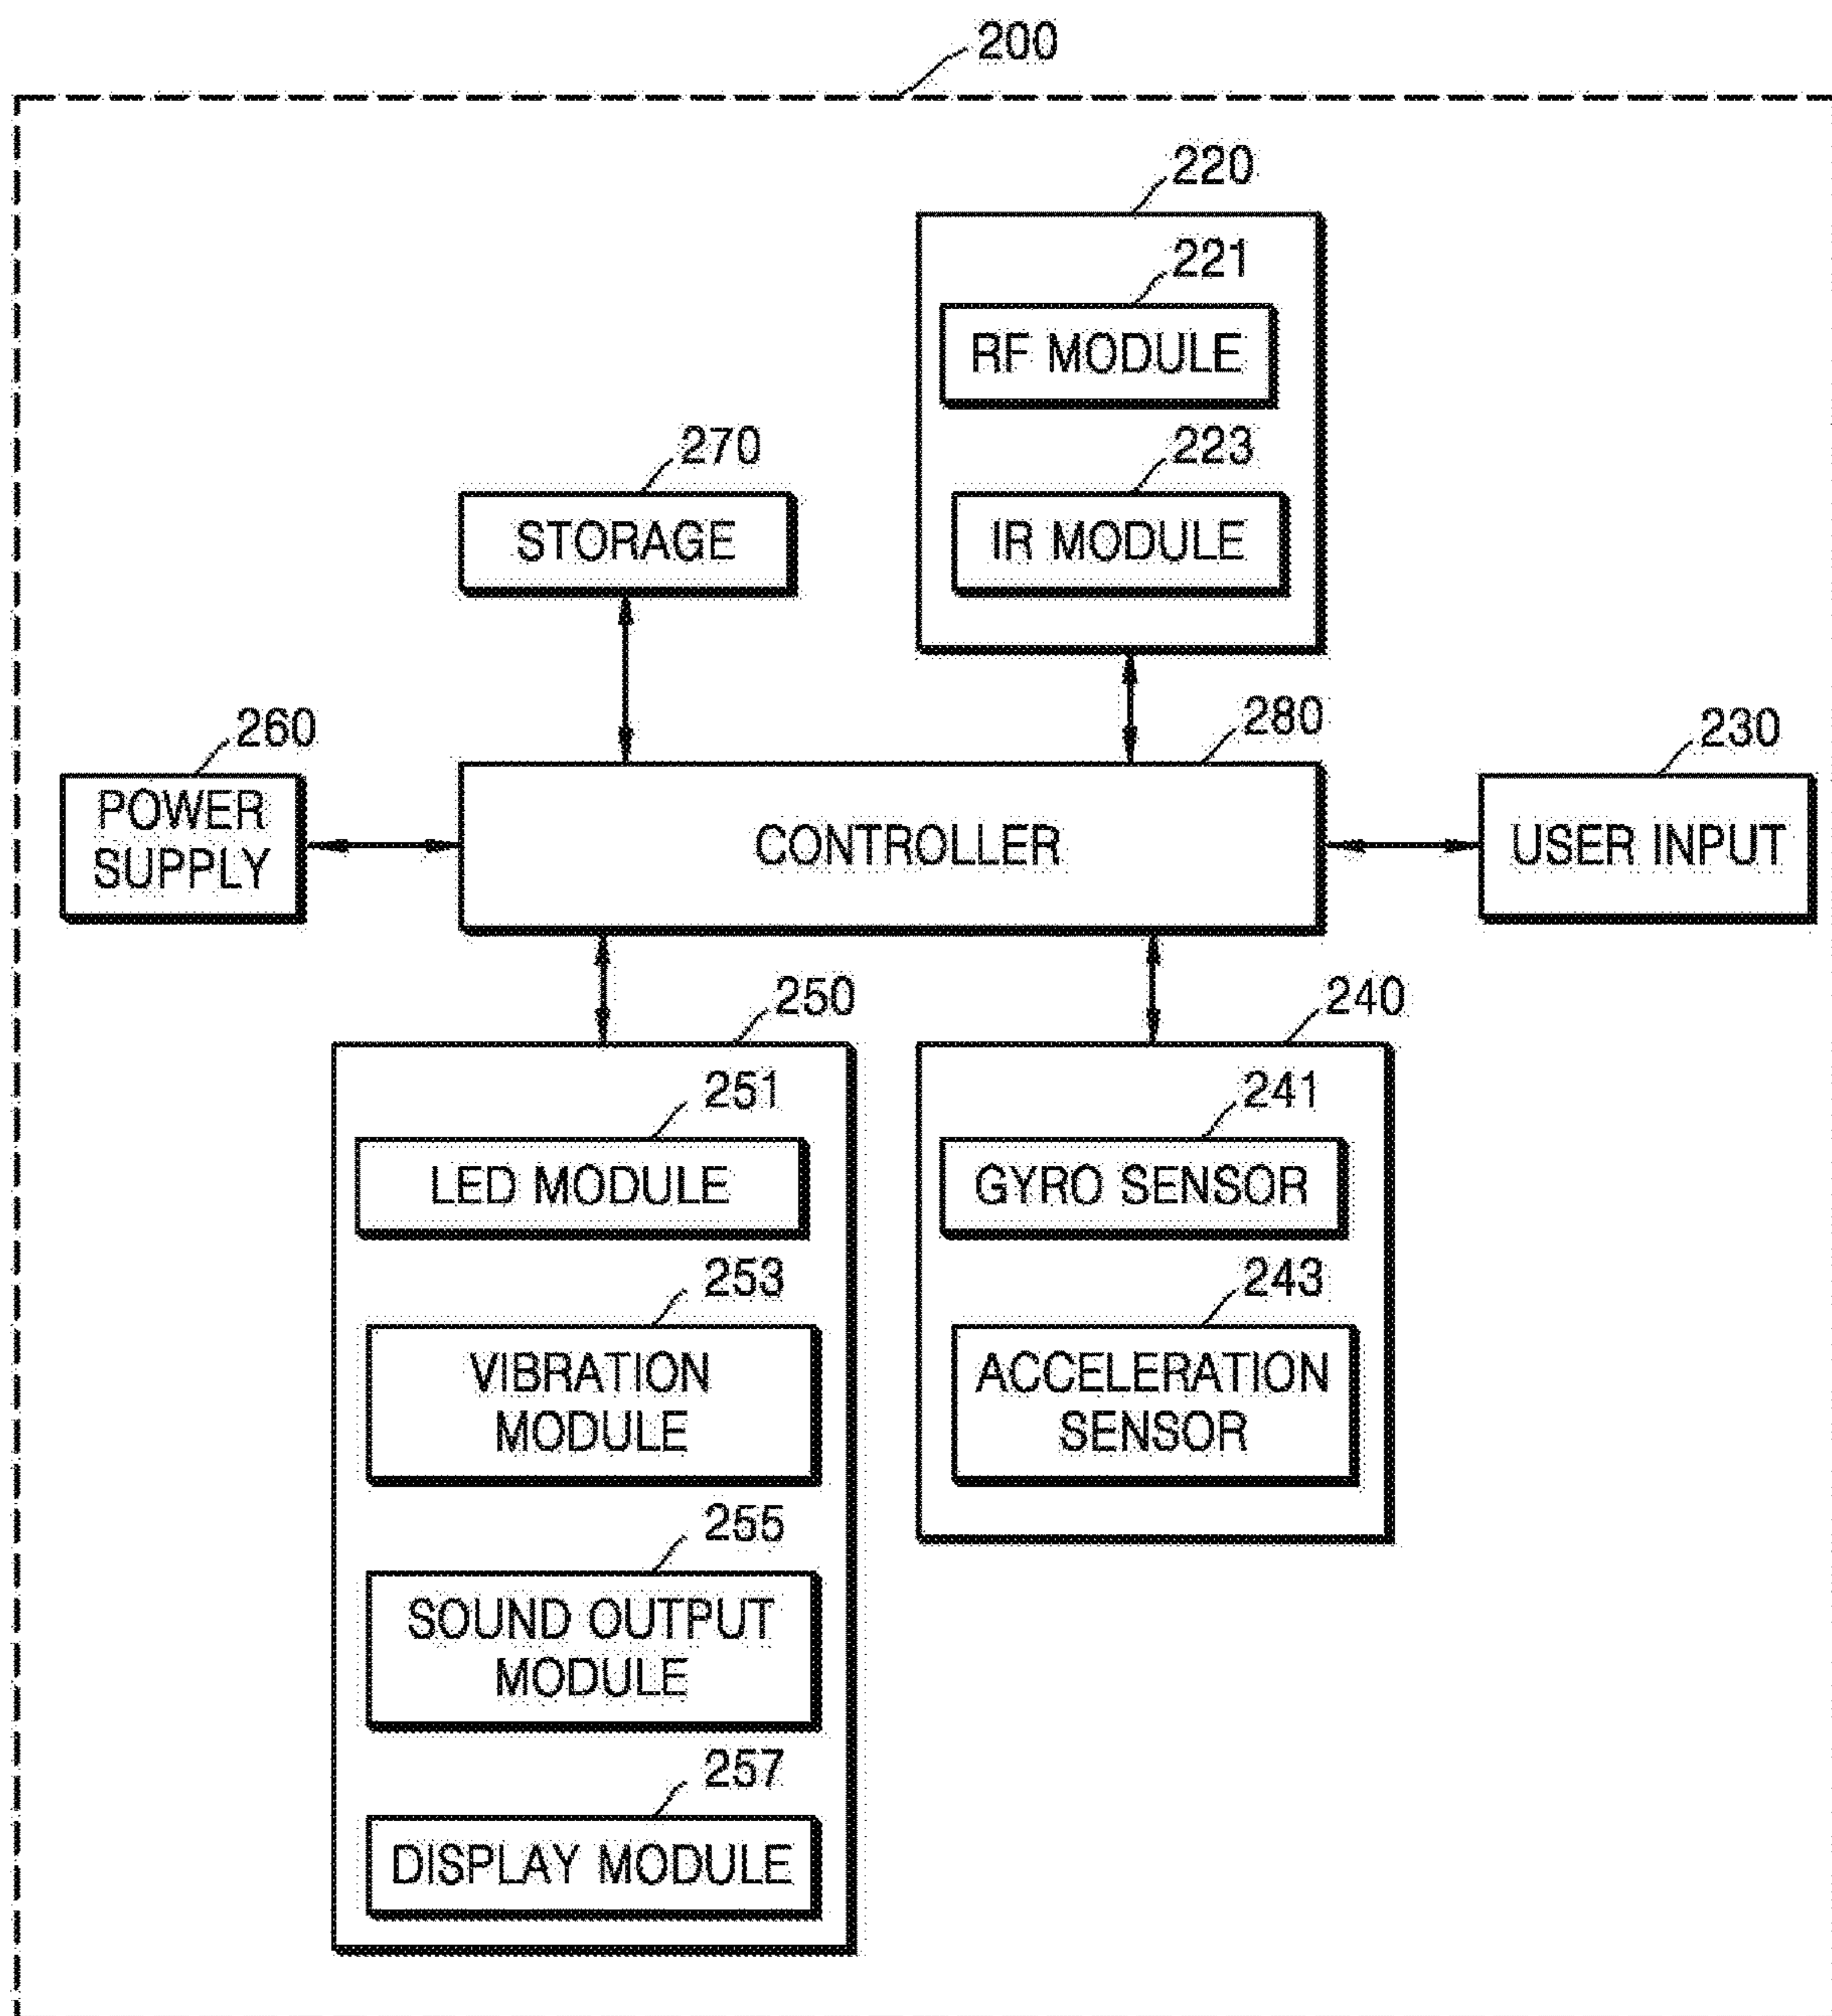 200
220
221
RF MODULE
270
223
STORAGE
IR MODULE
260
280
230
POWER
SUPPLY
CONTROLLER
USER INPUT
250
240
251
241
LED MODULE
GYRO SENSOR
253
243
VIBRATION
MODULE
ACCELERATION
SENSOR
255
SOUND OUTPUT
MODULE
257
DISPLAY MODULE